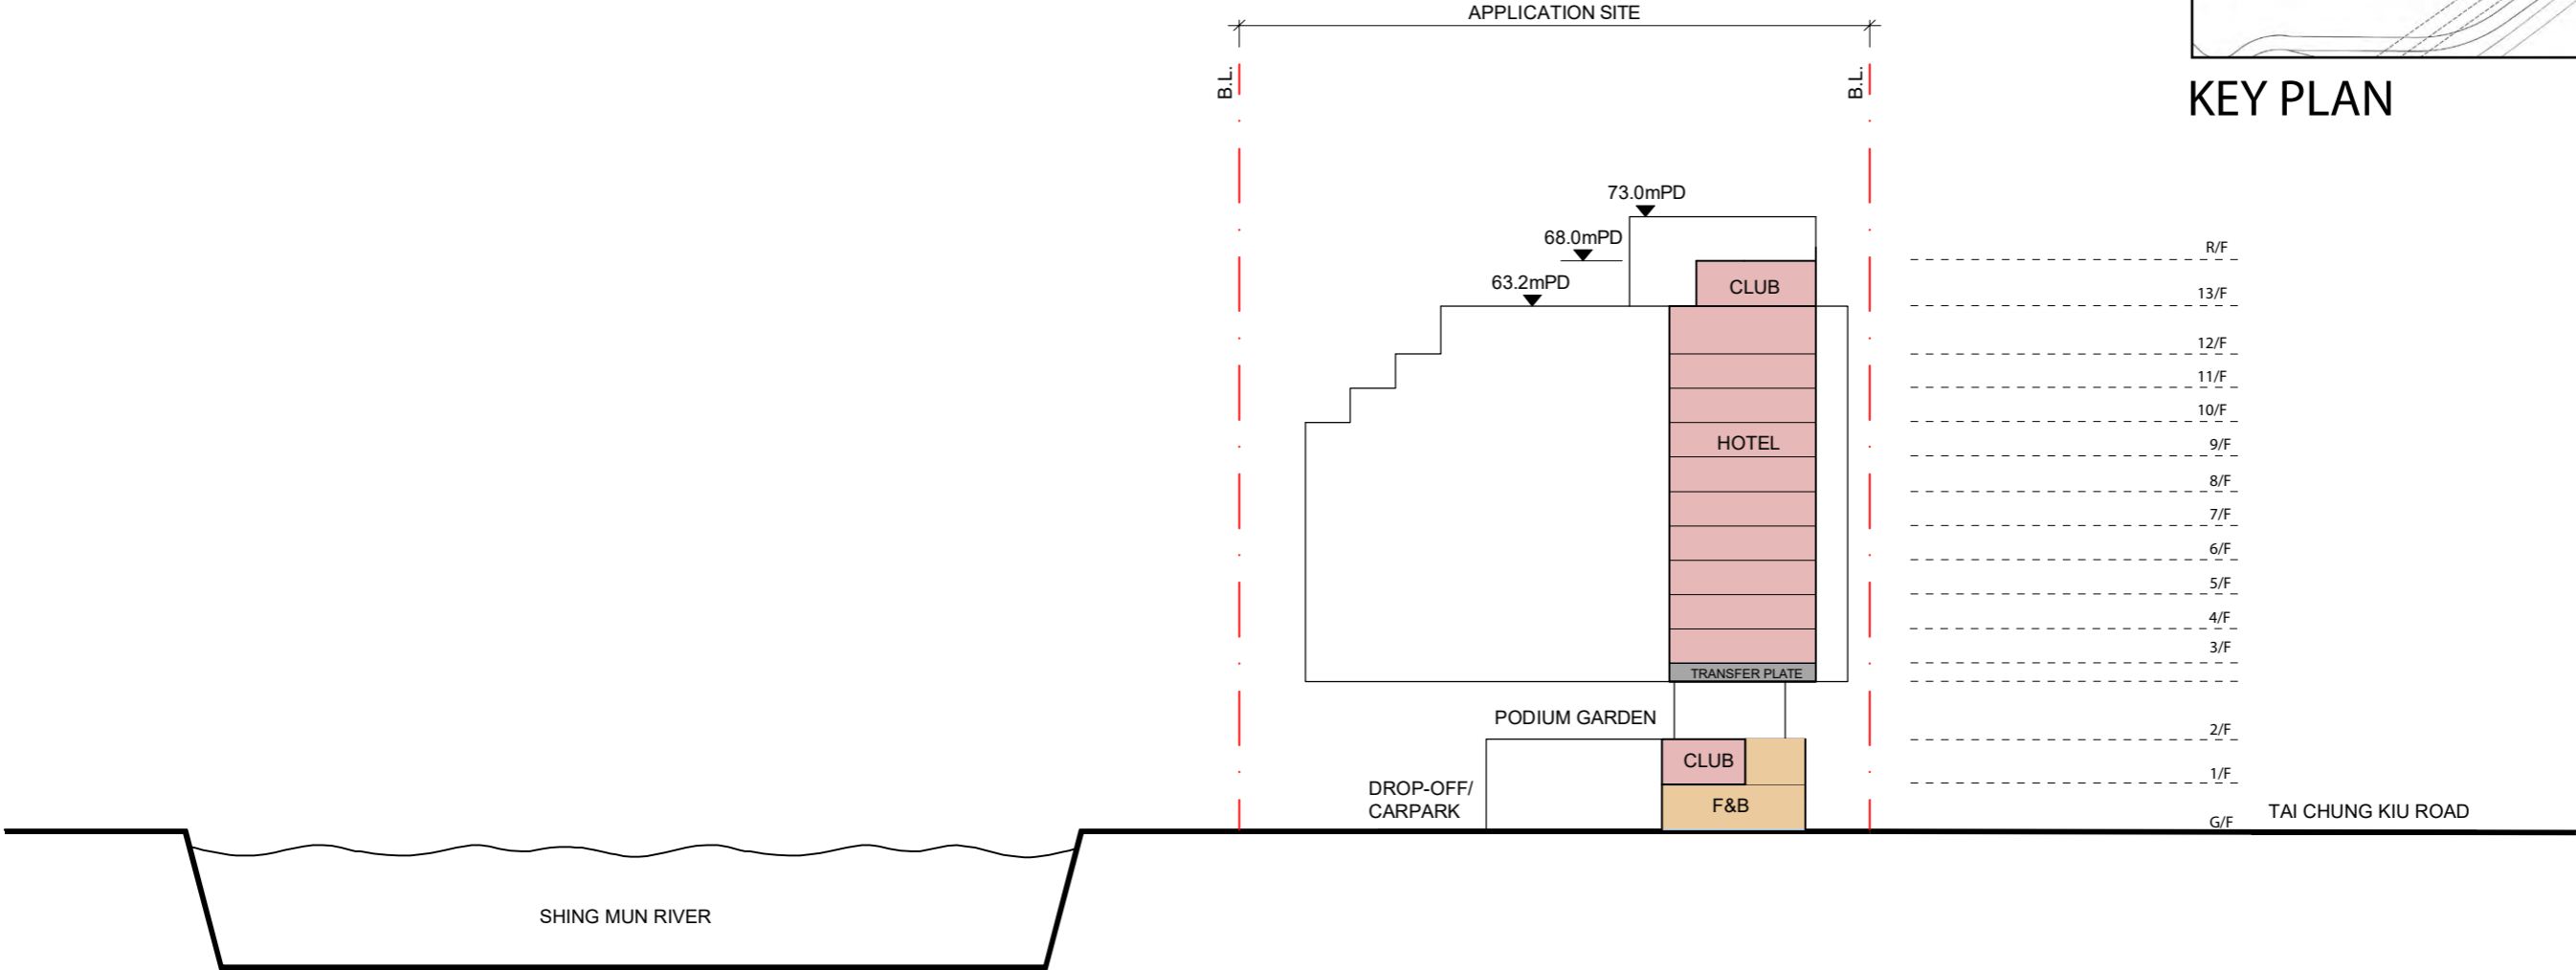 APPLICATION SITE
B.L.
B.L.
KEY PLAN
73.0mPD
68.0mPD
63.2mPD
CLUB
HOTEL
TRANSFER PLATE
PODIUM GARDEN
CLUB
DROP-OFF/
CARPARK
F&B
R/F
13/F
12/F
11/F
10/F
9/F
8/F
7/F
6/F
5/F
4/F
3/F
2/F
1/F
G/F
TAI CHUNG KIU ROAD
SHING MUN RIVER